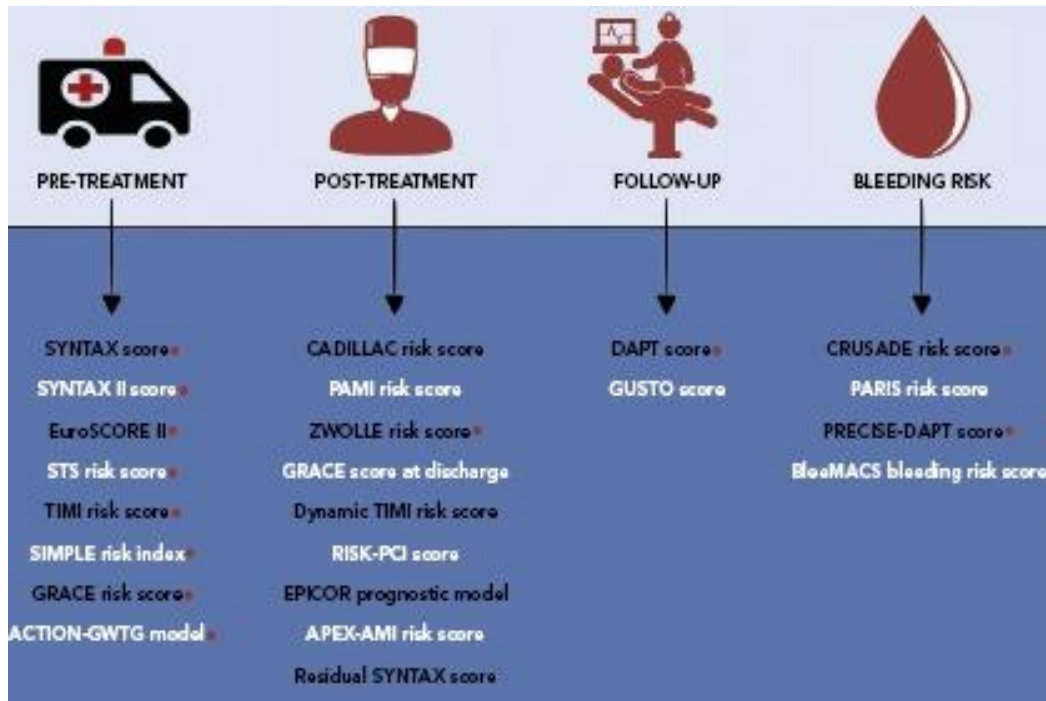 PRE-TREATMENT
SYNTAX score•
SYNTAX II score•
EuroSCORE II•
STS risk score•
TIMI risk score•
SIMPLE risk index•
GRACE risk score•
ACTION-GWTG model•
POST-TREATMENT
CADILLAC risk score
PAMI risk score
ZWOLLE risk score•
GRACE score at discharge
Dynamic TIMI risk score
RISK-PCI score
EPICOR prognostic model
APEX-AMI risk score
Residual SYNTAX score
FOLLOW-UP
DAPT score•
GUSTO score
BLEEDING RISK
CRUSADE risk score•
PARIS risk score
PRECISE-DAPT score•
BleeMACS bleeding risk score